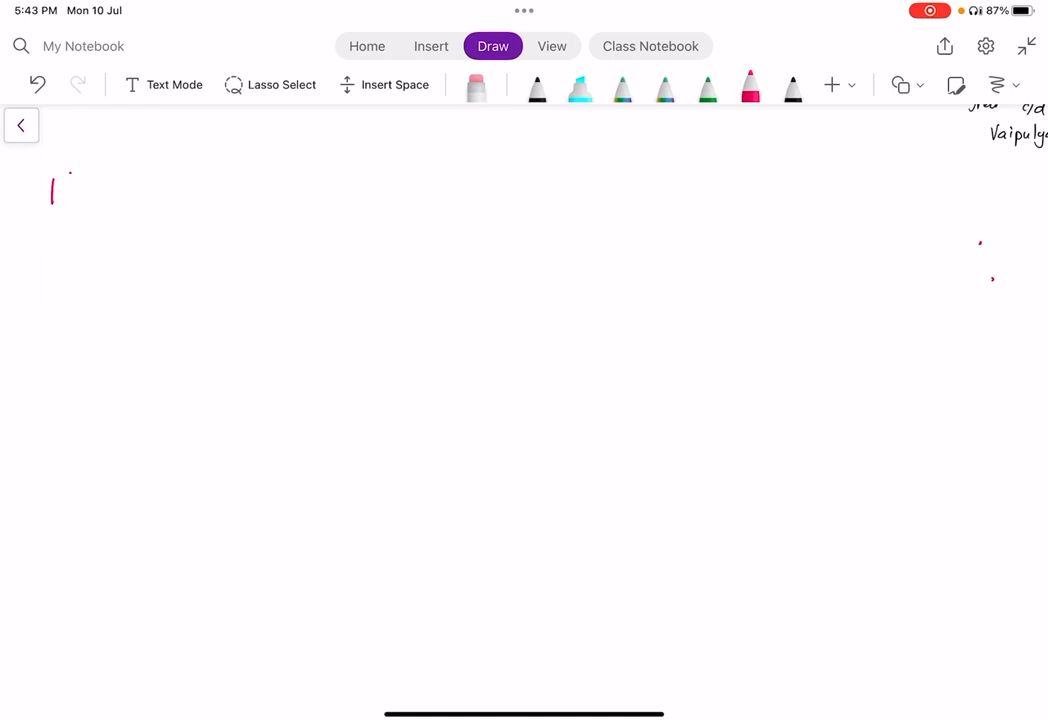 5:43 PM Mon 10 Jul
87%
My Notebook
Home Insert Draw View Class Notebook
Text Mode Lasso Select Insert Space
c/d